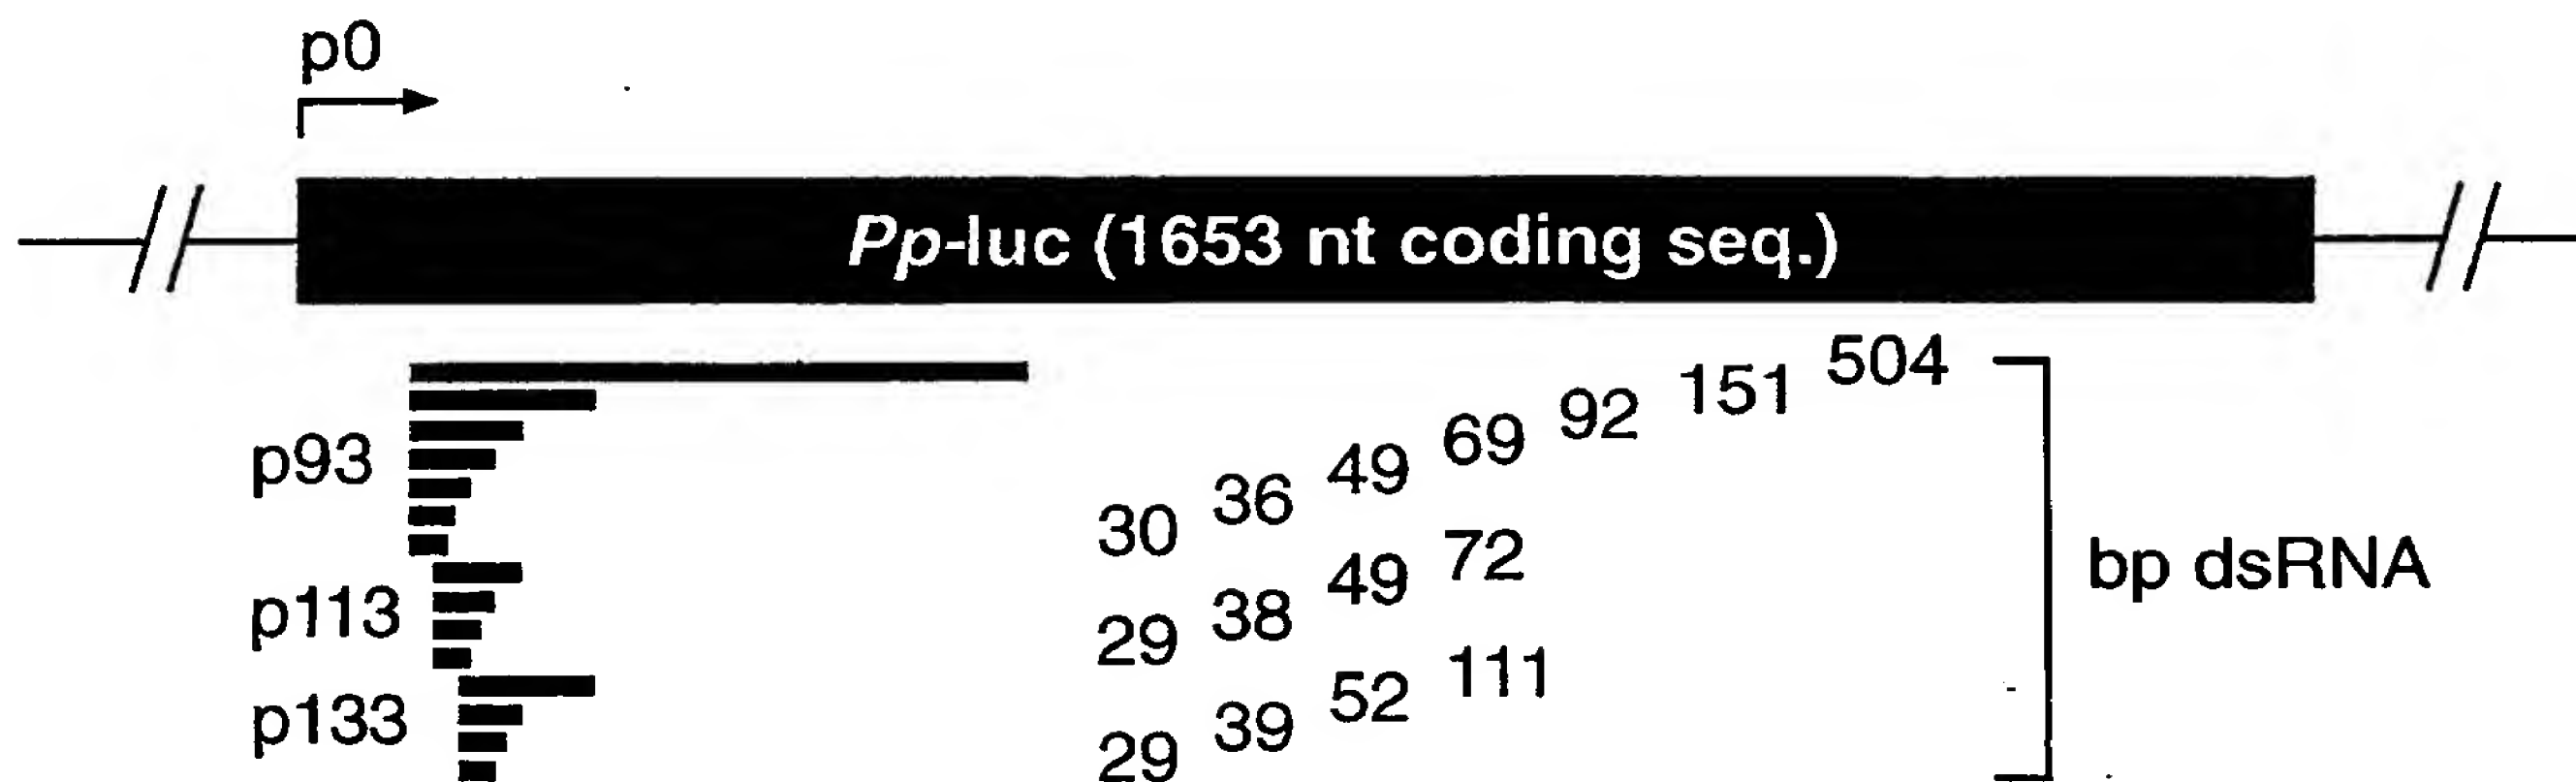 p0
Pp-luc (1653 nt coding seq.)
504
151
92
69
p93
49
36
30
72
bp dsRNA
49
p113
38
29
111
52
p133
39
29